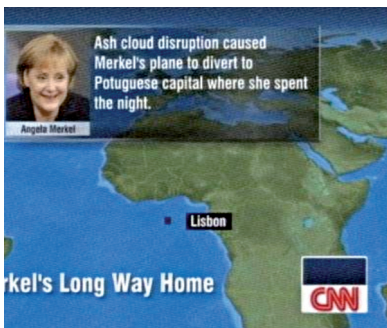 Ash cloud disruption caused
Merkel's plane to divert to
Potuguese capital where she spent
the night.
Angela Merkel
Lisbon
rkel's Long Way Home
CNN